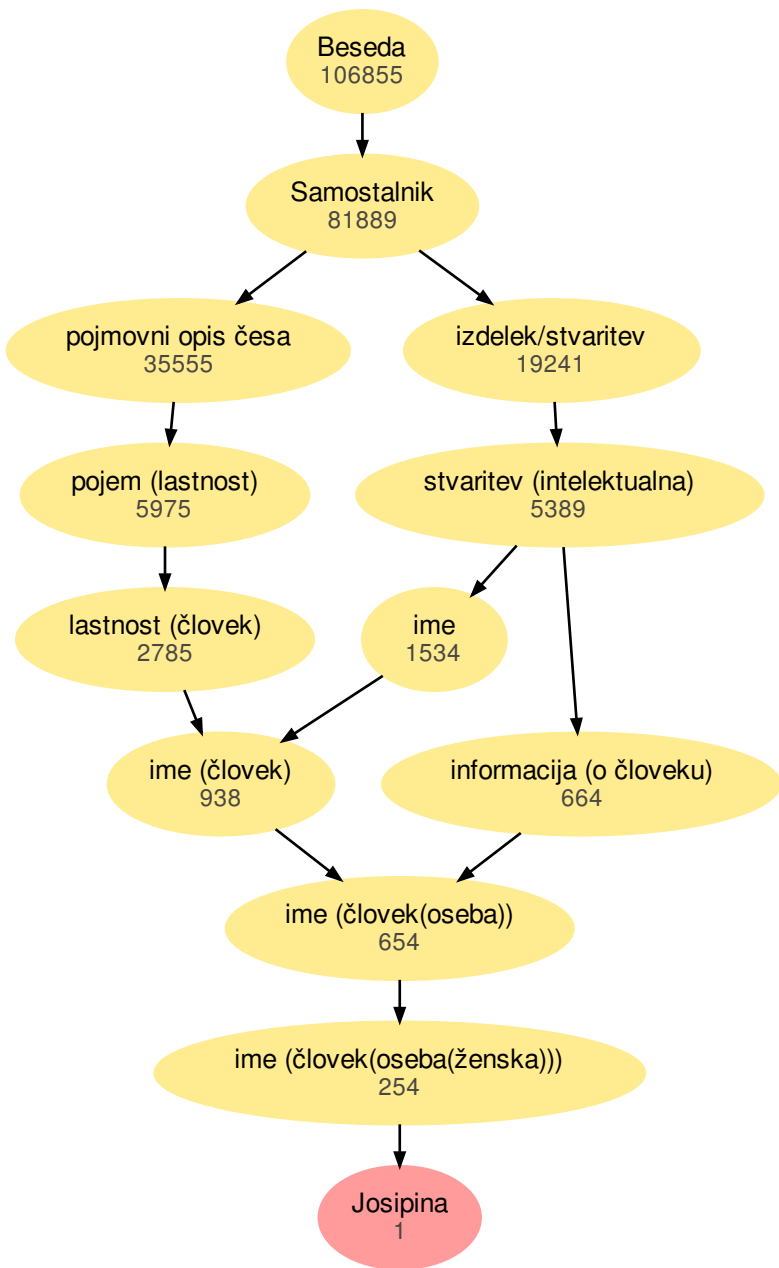 Beseda
106855
Samostalnik
81889
pojmovni opis česa
35555
izdelek/stvaritev
19241
pojem (lastnost)
5975
stvaritev (intelektualna)
5389
lastnost (človek)
2785
ime
1534
ime (človek)
938
informacija (o človeku)
664
ime (človek(oseba))
654
ime (človek(oseba(ženska)))
254
Josipina
1